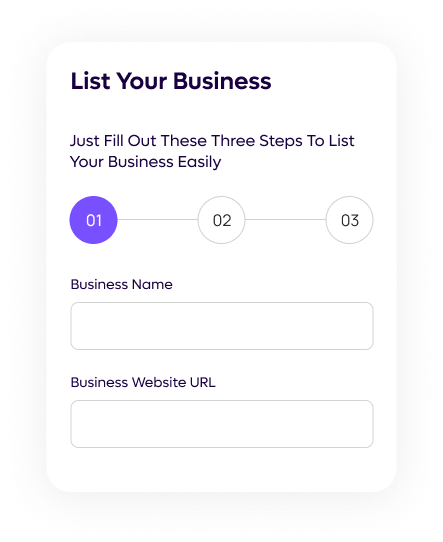 List Your Business
Just Fill Out These Three Steps To List
Your Business Easily
01 02 03
Business Name
Business Website URL